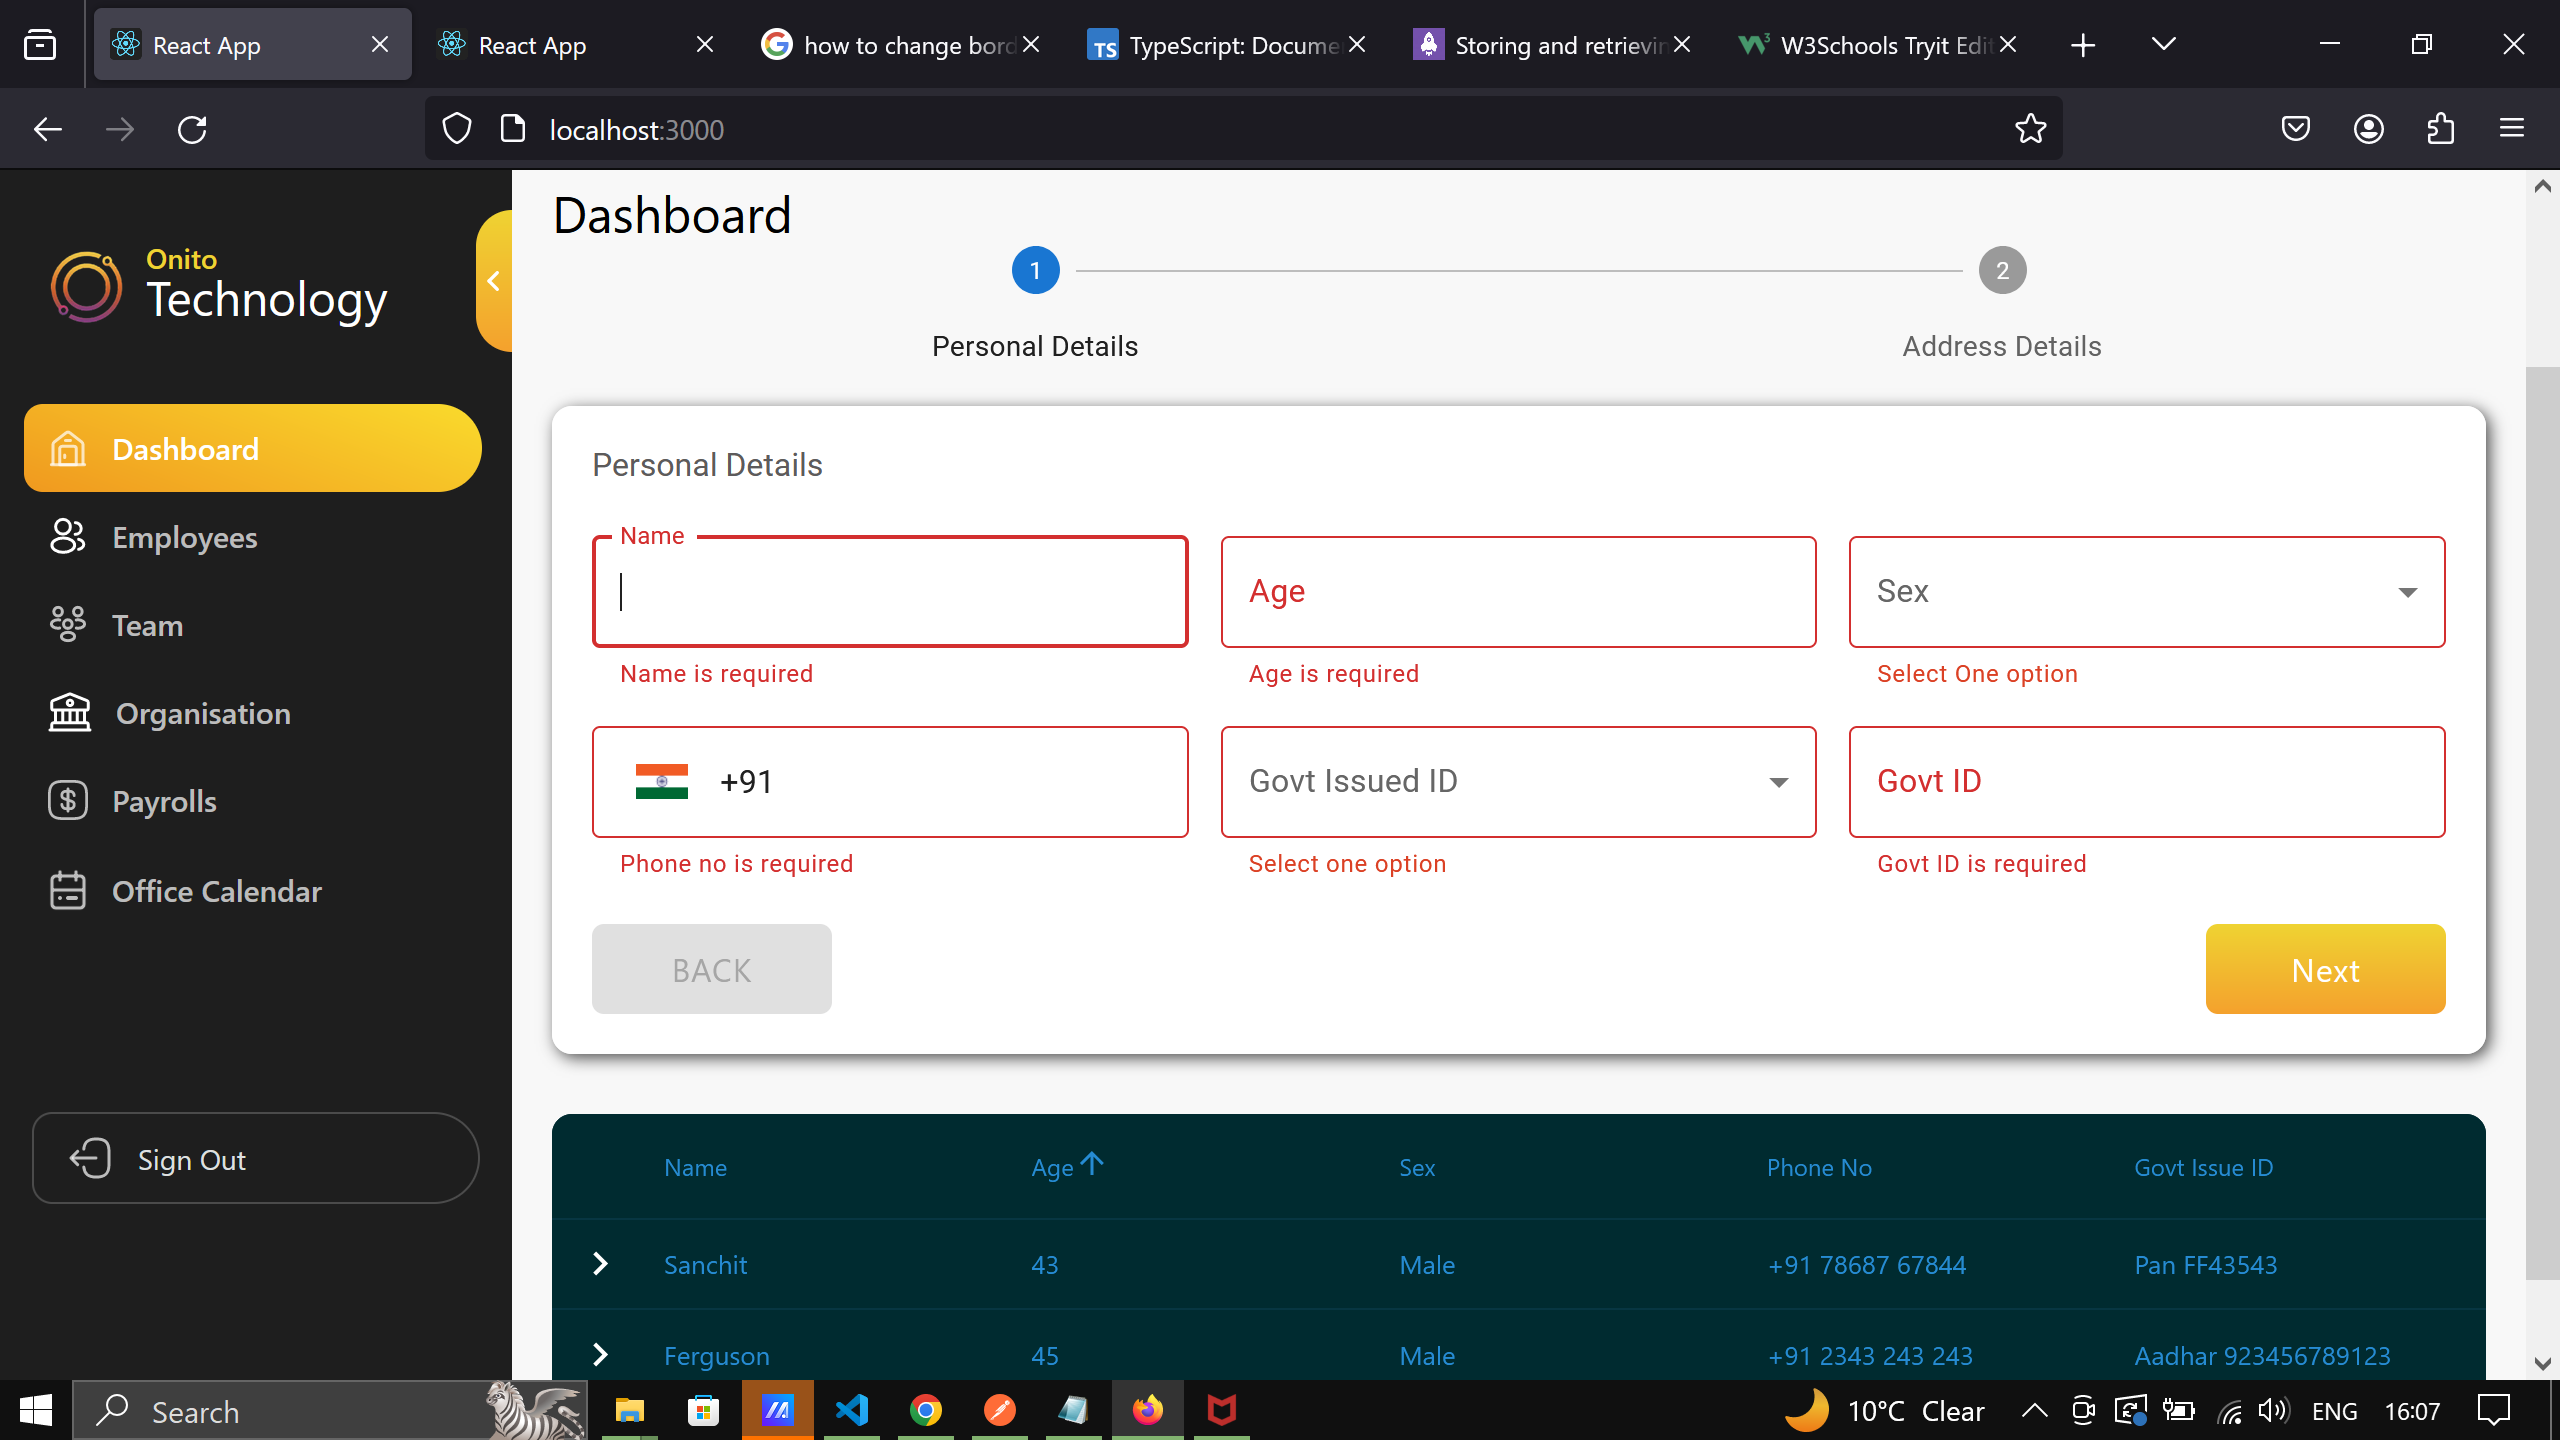 React App
React App
how to change bord
TypeScript: Docume
Storing and retrievin
W3Schools Tryit Edit
localhost:3000
Onito
Technology
Dashboard
Employees
Team
Organisation
Payrolls
Office Calendar
Sign Out
Dashboard
1
2
Personal Details
Address Details
Personal Details
Name
Age
Sex
Name is required
Age is required
Select One option
+91
Govt Issued ID
Govt ID
Phone no is required
Select one option
Govt ID is required
BACK
Next
Name Age Sex Phone No Govt Issue ID
Sanchit 43 Male +91 78687 67844 Pan FF43543
Ferguson 45 Male +91 2343 243 243 Aadhar 923456789123
Search
10°C Clear
ENG
16:07